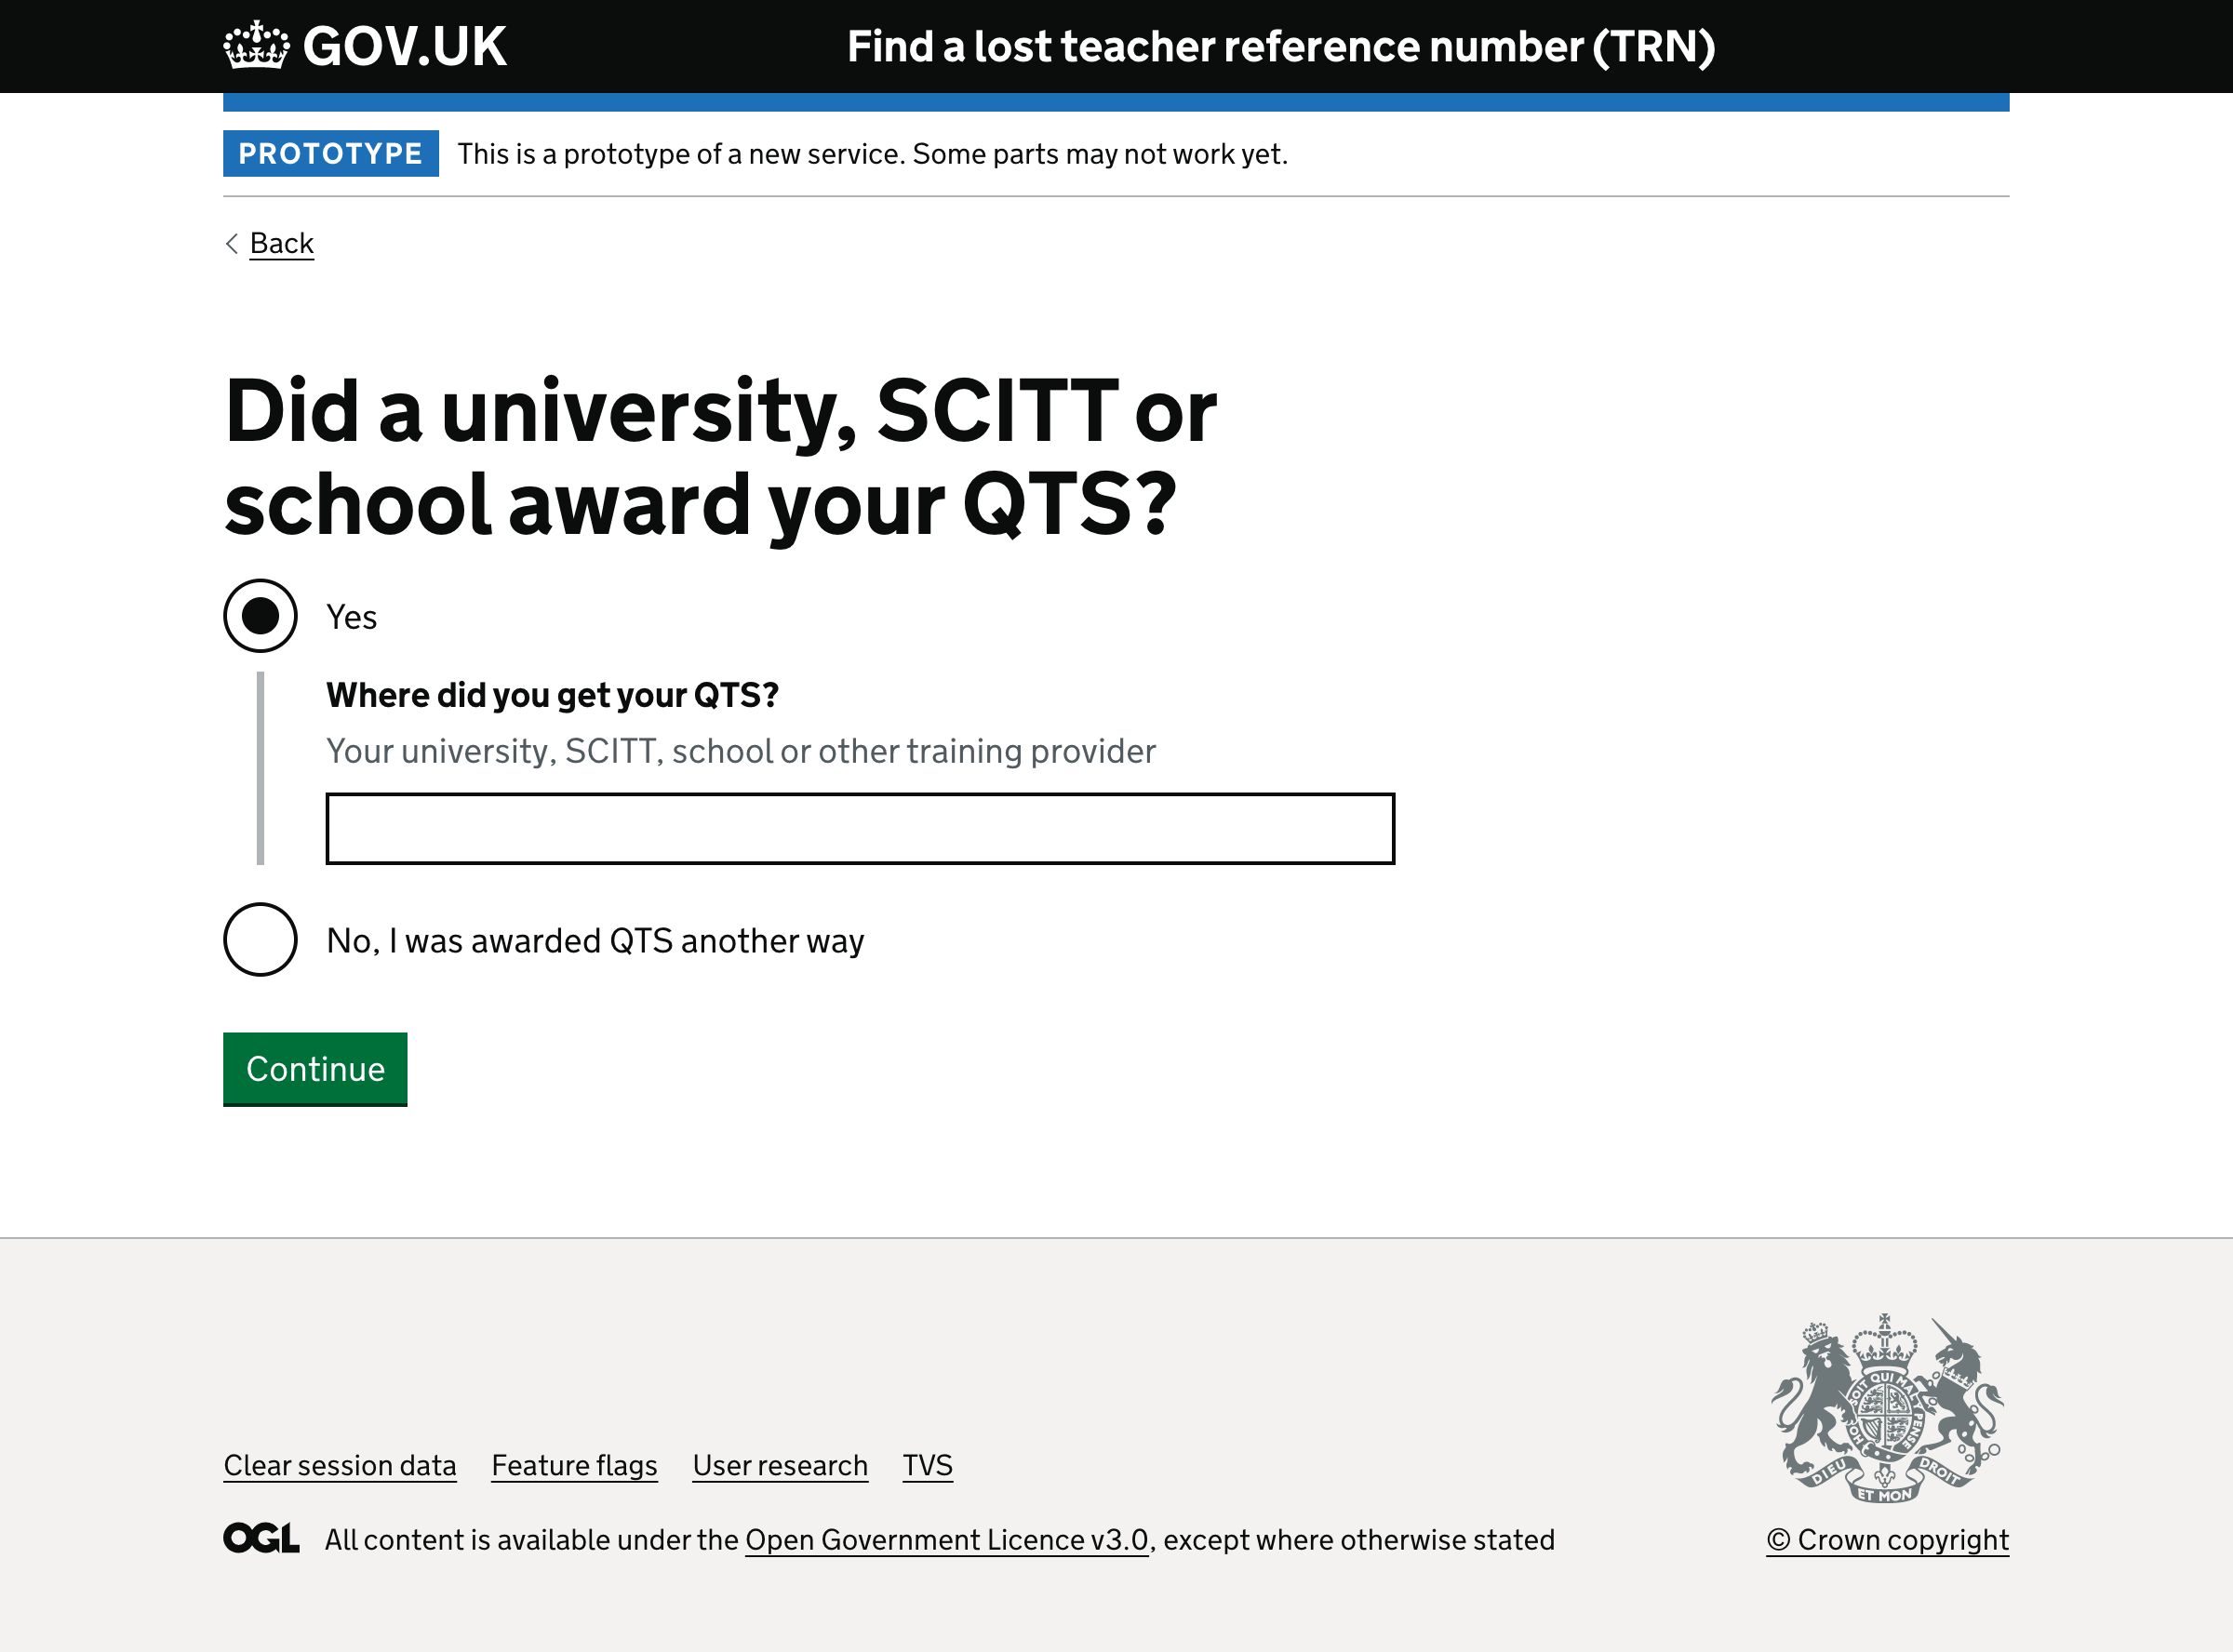 GOV.UK
Find a lost teacher reference number (TRN)
PROTOTYPE This is a prototype of a new service. Some parts may not work yet.
Back
Did a university, SCITT or
school award your QTS?
Yes
Where did you get your QTS?
Your university, SCITT, school or other training provider
No, I was awarded QTS another way
Continue
Clear session data Feature flags User research TVS
OGL All content is available under the Open Government Licence v3.0, except where otherwise stated
SOIT QUI MAL Y PENSE
DIEU ET MON DROIT
© Crown copyright